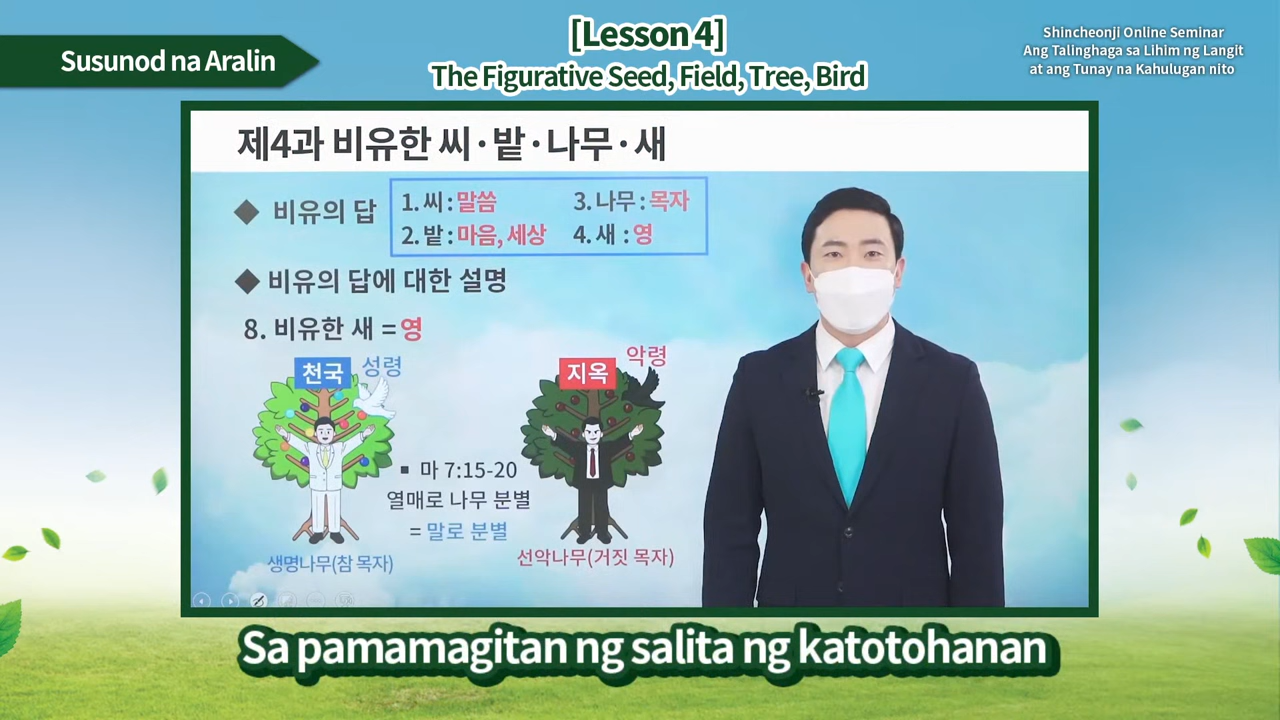 Susunod na Aralin
[Lesson 4]
The Figurative Seed, Field, Tree, Bird
Shincheonji Online Seminar
Ang Talinghaga sa Lihim ng Langit
at ang Tunay na Kahulugan nito
제4과 비유한 씨·밭·나무·새
◆ 비유의 답
1. 씨 : 말씀
3. 나무 : 목자
2. 밭 : 마음, 세상
4. 새 : 영
◆ 비유의 답에 대한 설명
8. 비유한 새 = 영
천국
성령
지옥
악령
▪ 마 7:15-20
열매로 나무 분별
= 말로 분별
생명나무(참 목자)
선악나무(거짓 목자)
Sa pamamagitan ng salita ng katotohanan